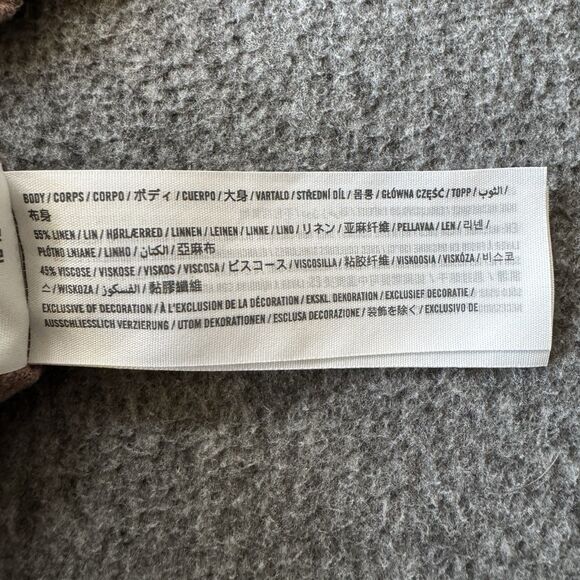 BODY / CORPS / CORPO / ボディ / CUERPO / 大身 / VARTALO / STŘEDNÍ DÍL / 몸통 / GŁÓWNA CZĘŚĆ / TOPP / الثوب /
布身
55% LINEN / LIN / HØRLÆRRED / LINNEN / LEINEN / LINNE / LINO / リネン / 亚麻纤维 / PELLAVAA / LEN / 리넨 /
PŁÓTNO LNIANE / LINHO / الكتان / 亞麻布
45% VISCOSE / VISKOSE / VISKOS / VISCOSA / ビスコース / VISCOSILLA / 粘胶纤维 / VISKOOSIA / VISKÓZA / 비스코
스 / WISKOZA / الفسكوز / 黏膠纖維
EXCLUSIVE OF DECORATION / À L'EXCLUSION DE LA DÉCORATION / EKSKL. DEKORATION / EXCLUSIEF DECORATIE /
AUSSCHLIESSLICH VERZIERUNG / UTOM DEKORATIONEN / ESCLUSA DECORAZIONE / 装飾を除く / EXCLUSIVO DE